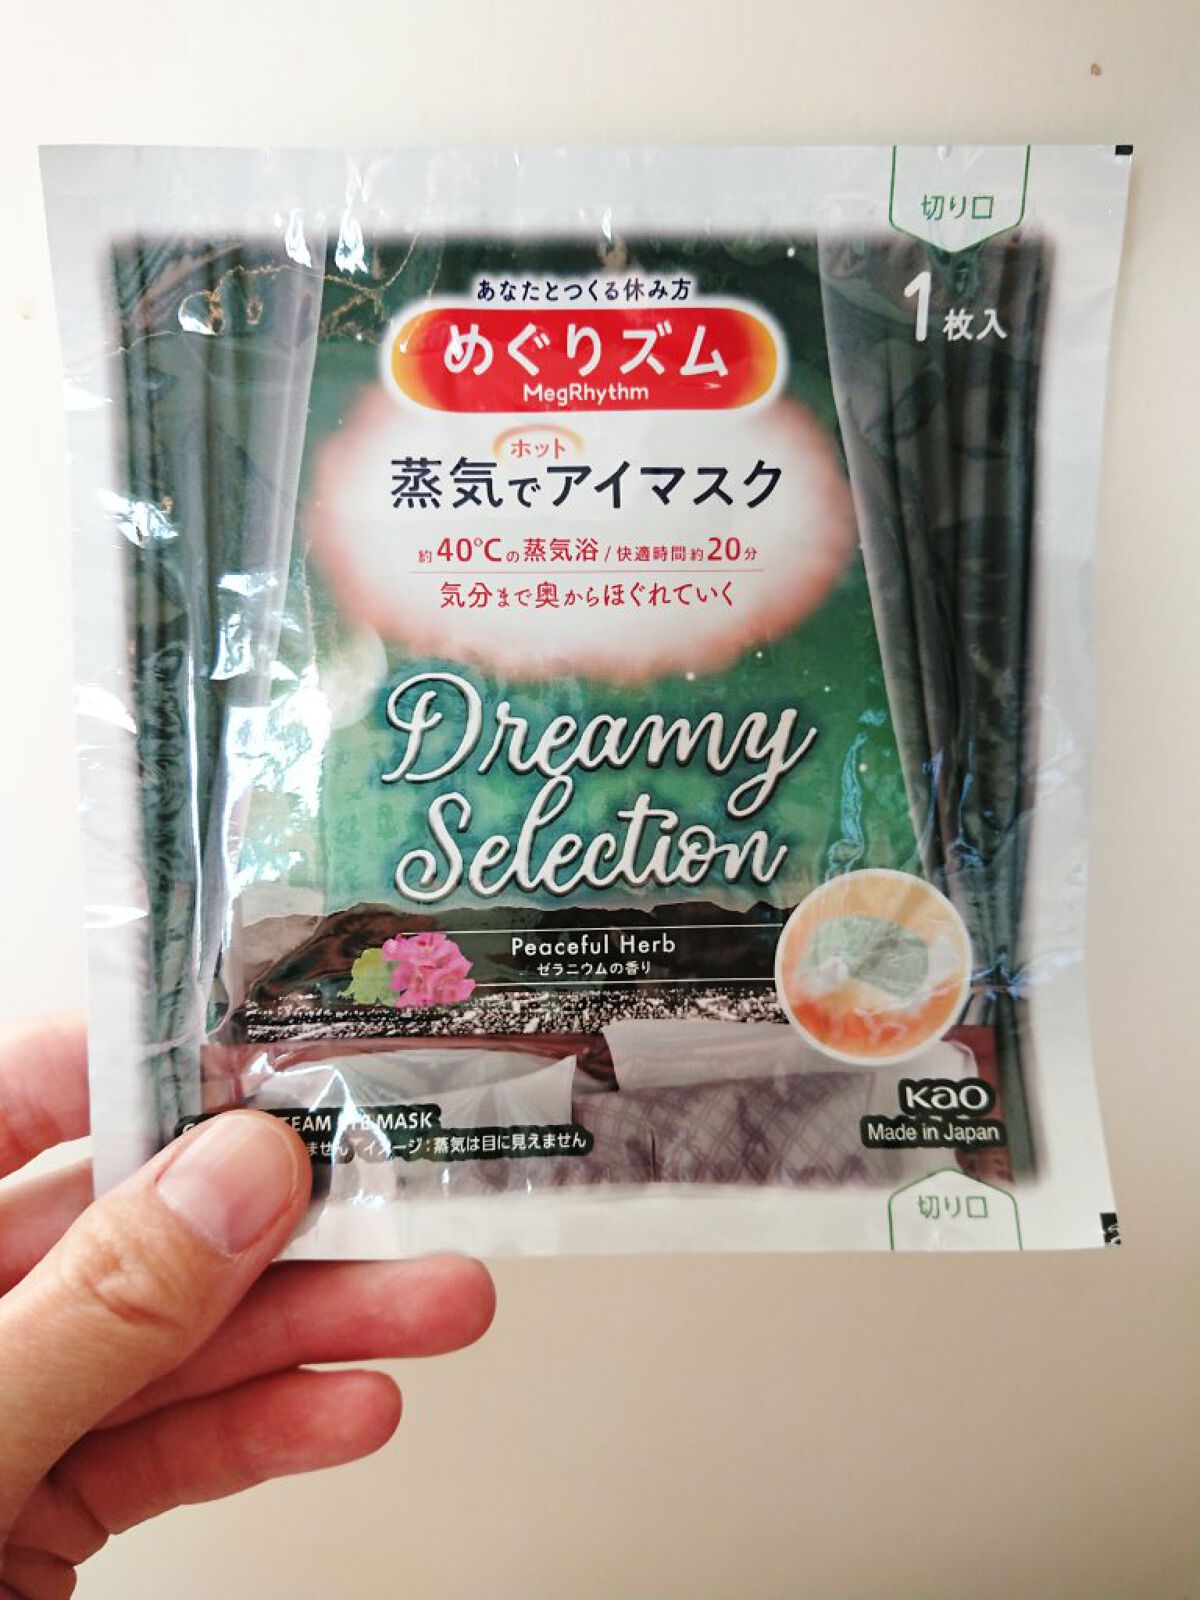 切り口
1枚入
あなたとつくる休み方
めぐりズム
MegRhythm
ホット
蒸気でアイマスク
約40℃の蒸気浴/快適時間約20分
気分まで奥からほぐれていく
Dreamy
Selection
Peaceful Herb
ゼラニウムの香り
MASK
イメージ:蒸気は目に見えません
Kao
Made in Japan
切り口